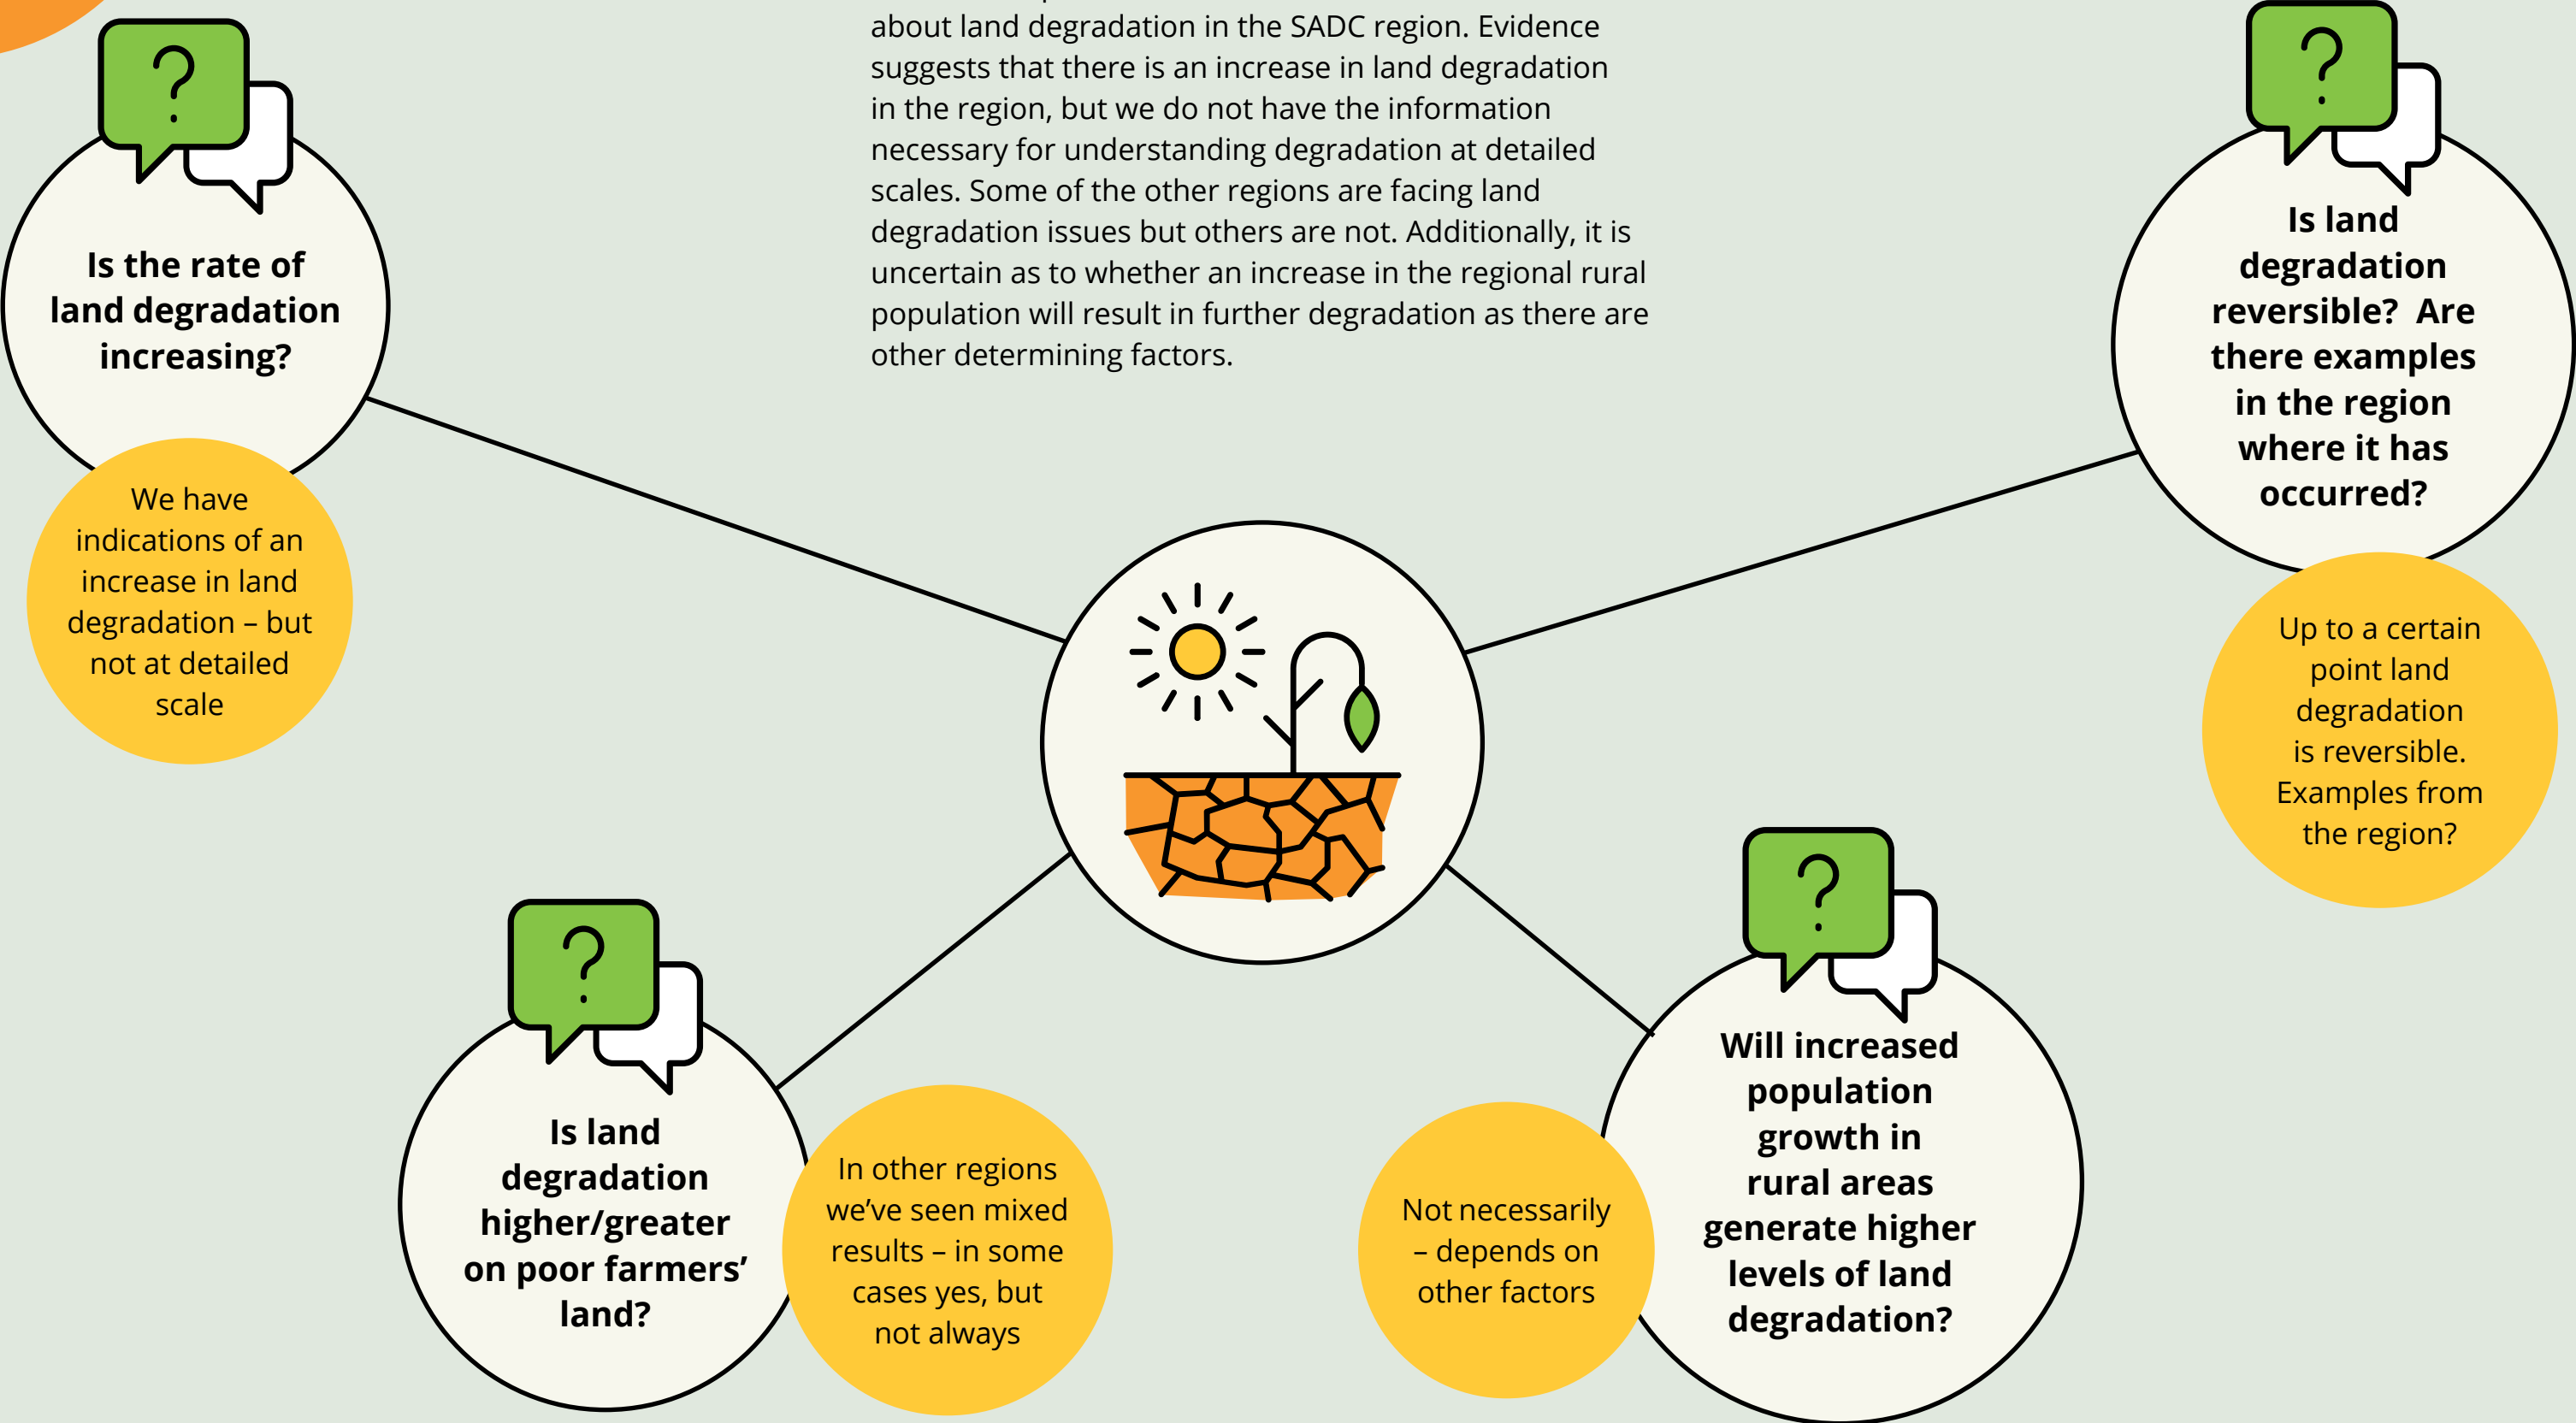 about land degradation in the SADC region. Evidence
suggests that there is an increase in land degradation
in the region, but we do not have the information
necessary for understanding degradation at detailed
scales. Some of the other regions are facing land
degradation issues but others are not. Additionally, it is
uncertain as to whether an increase in the regional rural
population will result in further degradation as there are
other determining factors.
?
Is the rate of
land degradation
increasing?
We have
indications of an
increase in land
degradation – but
not at detailed
scale
?
Is land
degradation
reversible?  Are
there examples
in the region
where it has
occurred?
Up to a certain
point land
degradation
is reversible.
Examples from
the region?
?
Is land
degradation
higher/greater
on poor farmers’
land?
In other regions
we’ve seen mixed
results – in some
cases yes, but
not always
?
Will increased
population
growth in
rural areas
generate higher
levels of land
degradation?
Not necessarily
– depends on
other factors